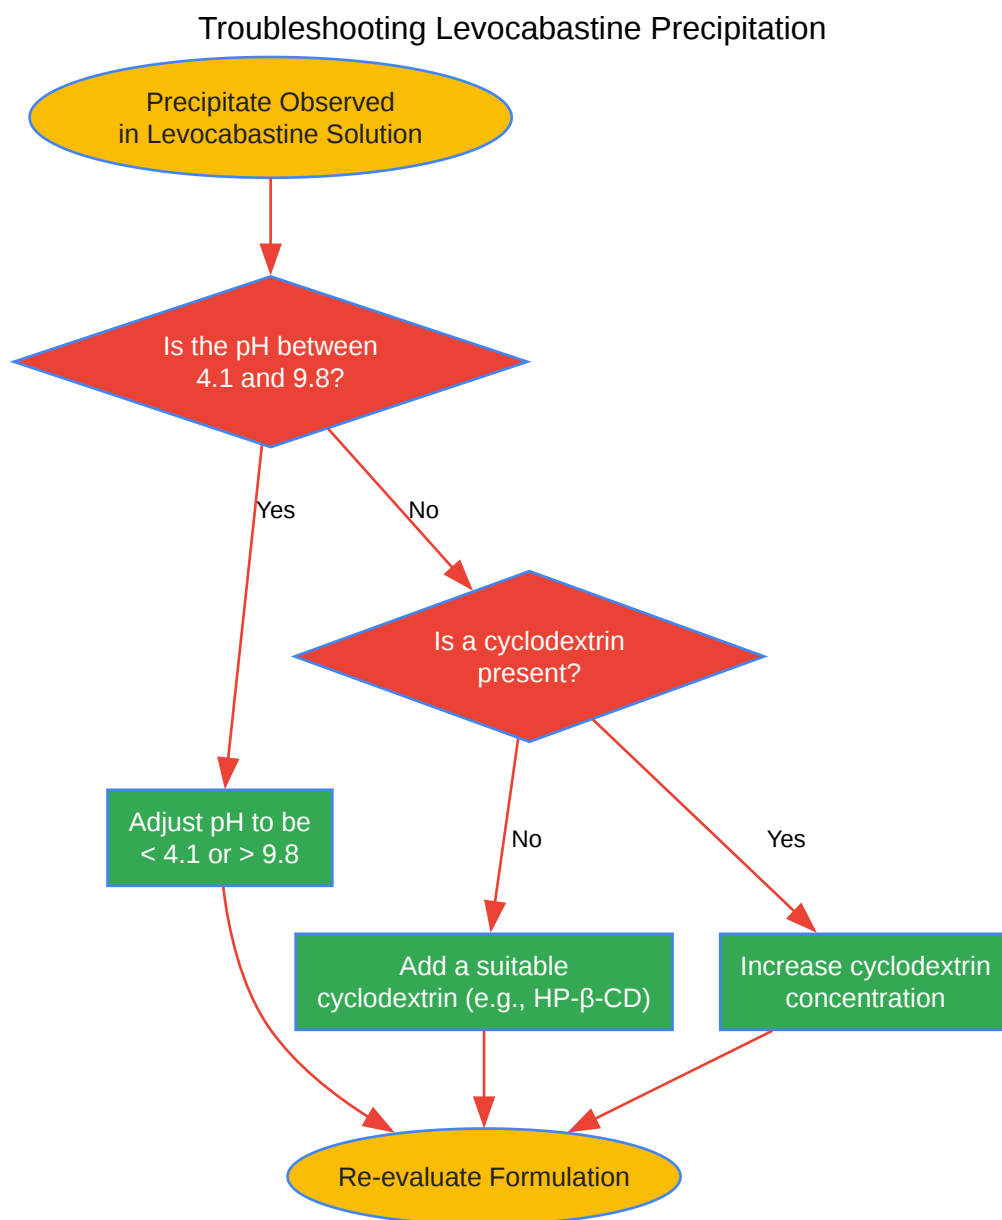 Troubleshooting Levocabastine Precipitation
Precipitate Observed
in Levocabastine Solution
Is the pH between
4.1 and 9.8?
Yes
No
Is a cyclodextrin
present?
Adjust pH to be
< 4.1 or > 9.8
No
Yes
Add a suitable
cyclodextrin (e.g., HP-β-CD)
Increase cyclodextrin
concentration
Re-evaluate Formulation